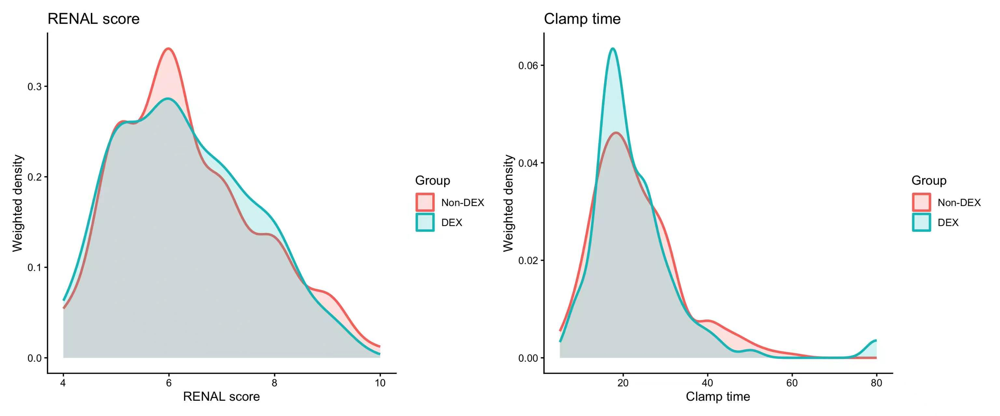 RENAL score
Weighted density
0.3
0.2
0.1
0.0
4 6 8 10
RENAL score
Group
Non-DEX
DEX
Clamp time
Weighted density
0.06
0.04
0.02
0.00
20 40 60 80
Clamp time
Group
Non-DEX
DEX